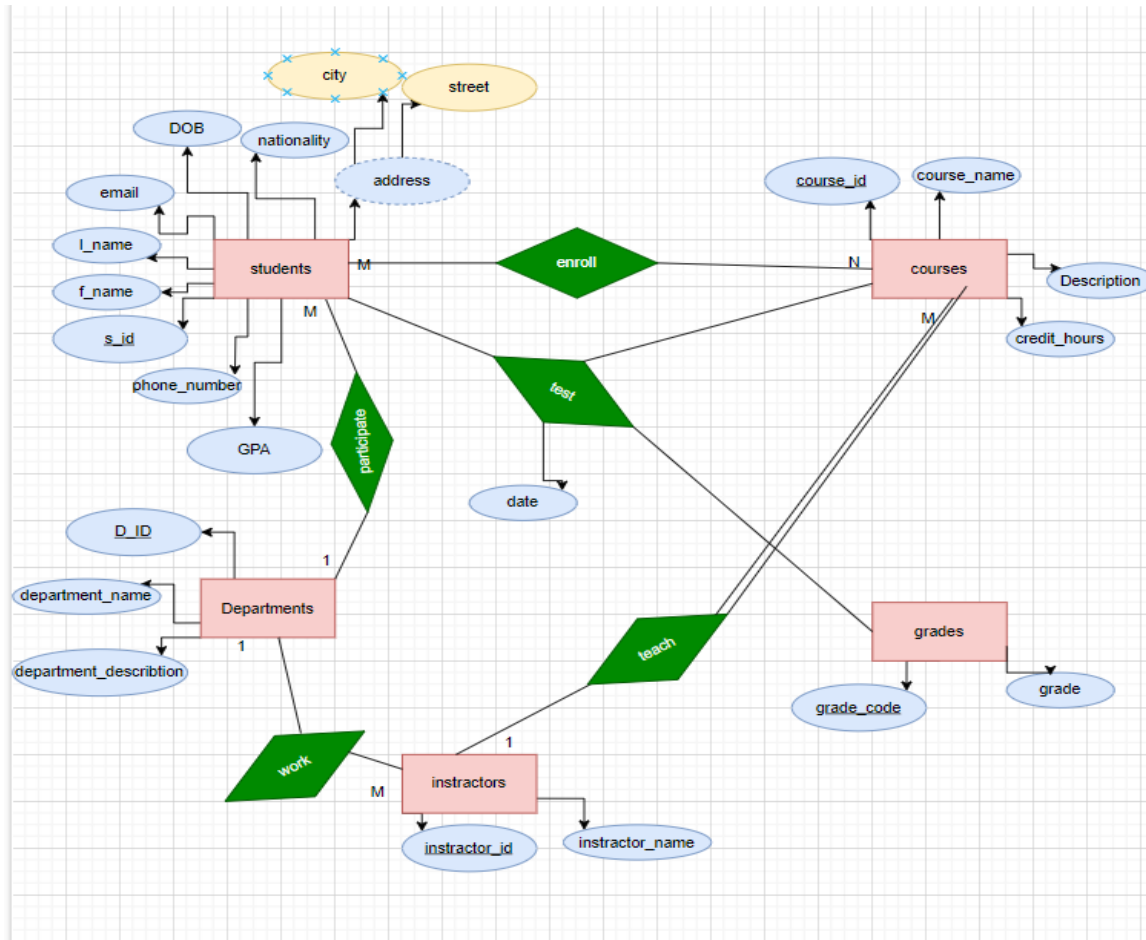 city
street
DOB
nationality
address
email
l_name
f_name
s_id
phone_number
GPA
students
M
M
enroll
N
course_id
course_name
courses
M
Description
credit_hours
test
date
participate
1
D_ID
department_name
Departments
1
department_describtion
work
M
teach
1
instractors
instractor_id
instractor_name
grades
grade_code
grade